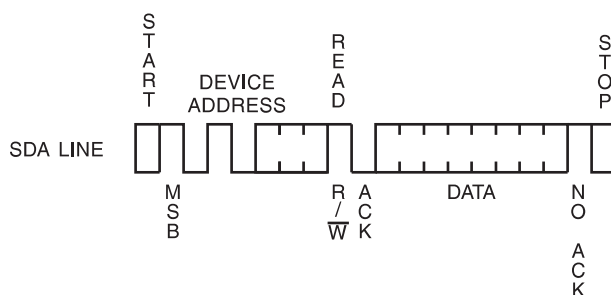 START
READ
STOP
DEVICE
ADDRESS
SDA LINE
MSB
R/W
ACK
DATA
NO ACK